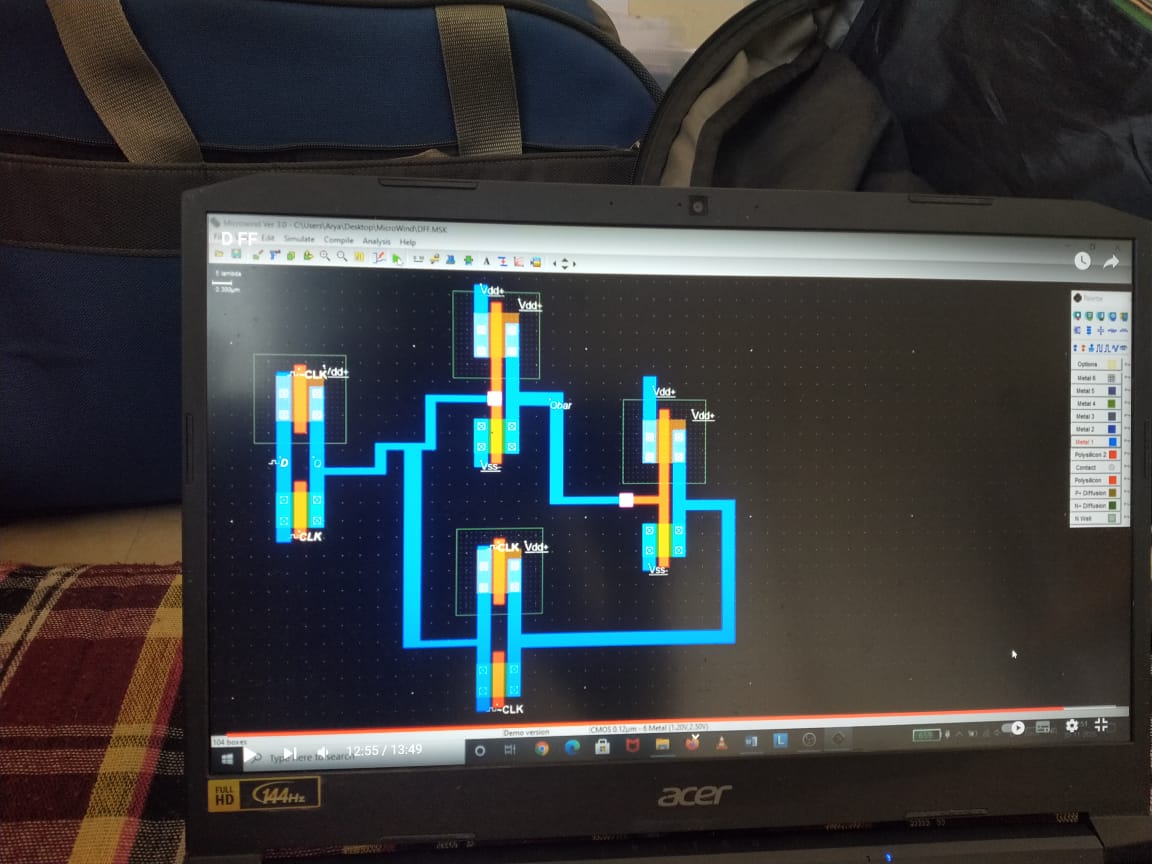 Microwind Ver 3.0 - C:\Users\Arya\Desktop\MicroWind\DFF.MSK
D FF
Edit Simulate Compile Analysis Help
5 lambda
0.300µm
Vdd+
Vdd+
CLK
Vdd+
Qbar
Vdd+
Vdd+
D
Q
Vss-
~CLK
CLK
Vdd+
Vss-
~CLK
Palette
Options
Metal 6
Metal 5
Metal 4
Metal 3
Metal 2
Metal 1
Polysilicon 2
Contact
Polysilicon
P+ Diffusion
N+ Diffusion
N Well
104 boxes
Demo version
CMOS 0.12µm - 6 Metal (1.20V,2.50V)
12:55 / 13:49
Type here to search
65%
FULL HD
144Hz
acer